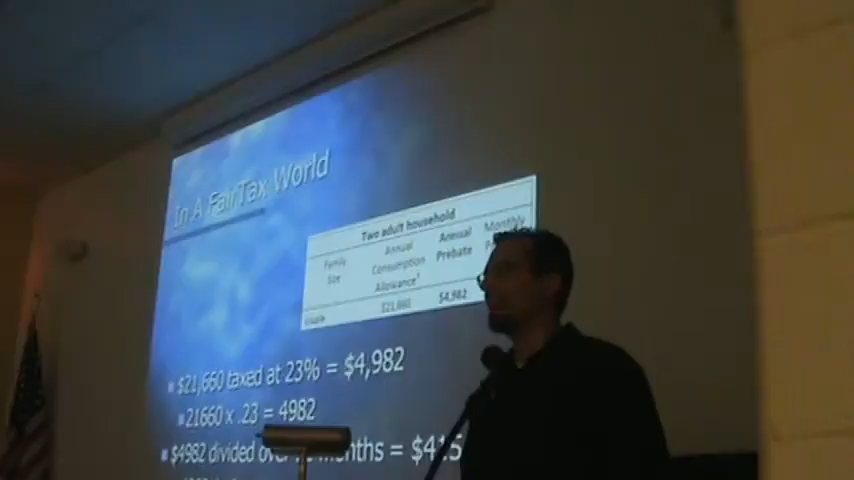 In A FairTax World
Two adult household
Family Size
Annual Consumption Allowance¹
Annual Prebate
Monthly
couple
$21,660
$4,982
$21,660 taxed at 23% = $4,982
21660 x .23 = 4982
$4982 divided over months = $415